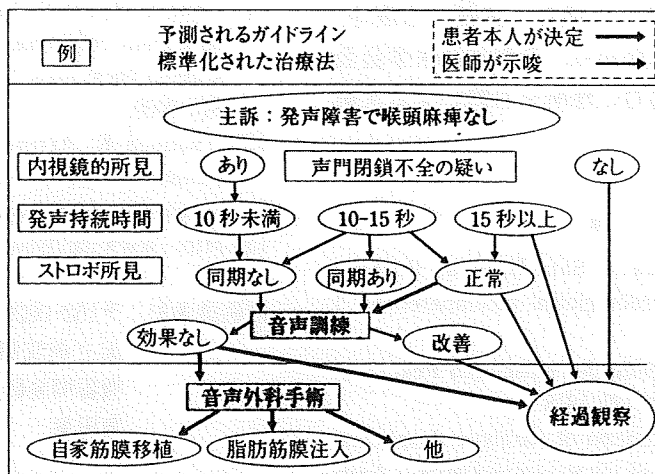 例
予測されるガイドライン
標準化された治療法
患者本人が決定
医師が示唆
主訴：発声障害で喉頭麻痺なし
内視鏡的所見
あり
声門閉鎖不全の疑い
なし
発声持続時間
10秒未満
10-15秒
15秒以上
ストロボ所見
同期なし
同期あり
正常
音声訓練
効果なし
改善
音声外科手術
経過観察
自家筋膜移植
脂肪筋膜注入
他